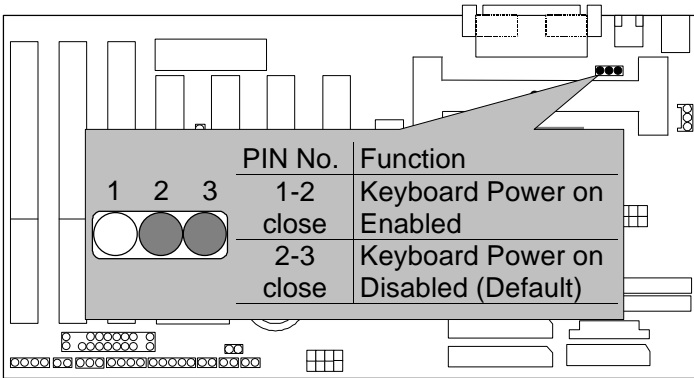 PIN No. Function
1 2 3
1-2 Keyboard Power on
close Enabled
2-3 Keyboard Power on
close Disabled (Default)